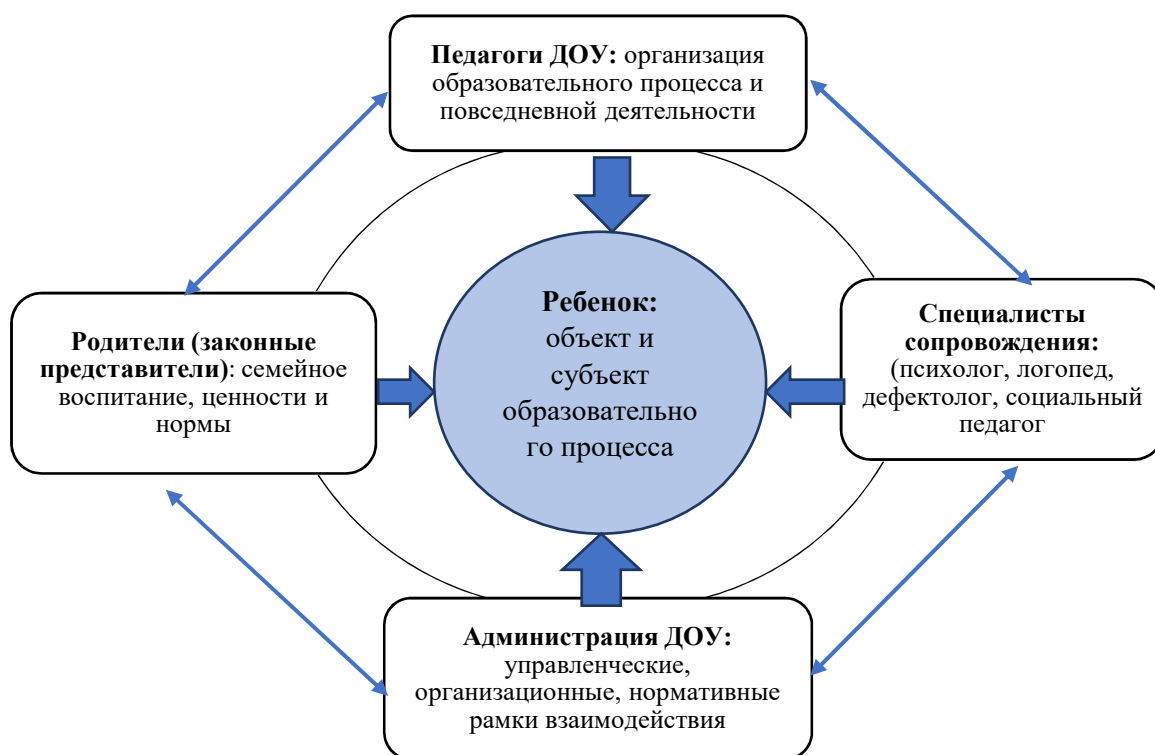 Педагоги ДОУ: организация
образовательного процесса и
повседневной деятельности
Родители (законные
представители): семейное
воспитание, ценности и
нормы
Ребенок:
объект и
субъект
образовательно
го процесса
Специалисты
сопровождения:
(психолог, логопед,
дефектолог, социальный
педагог
Администрация ДОУ:
управленческие,
организационные, нормативные
рамки взаимодействия